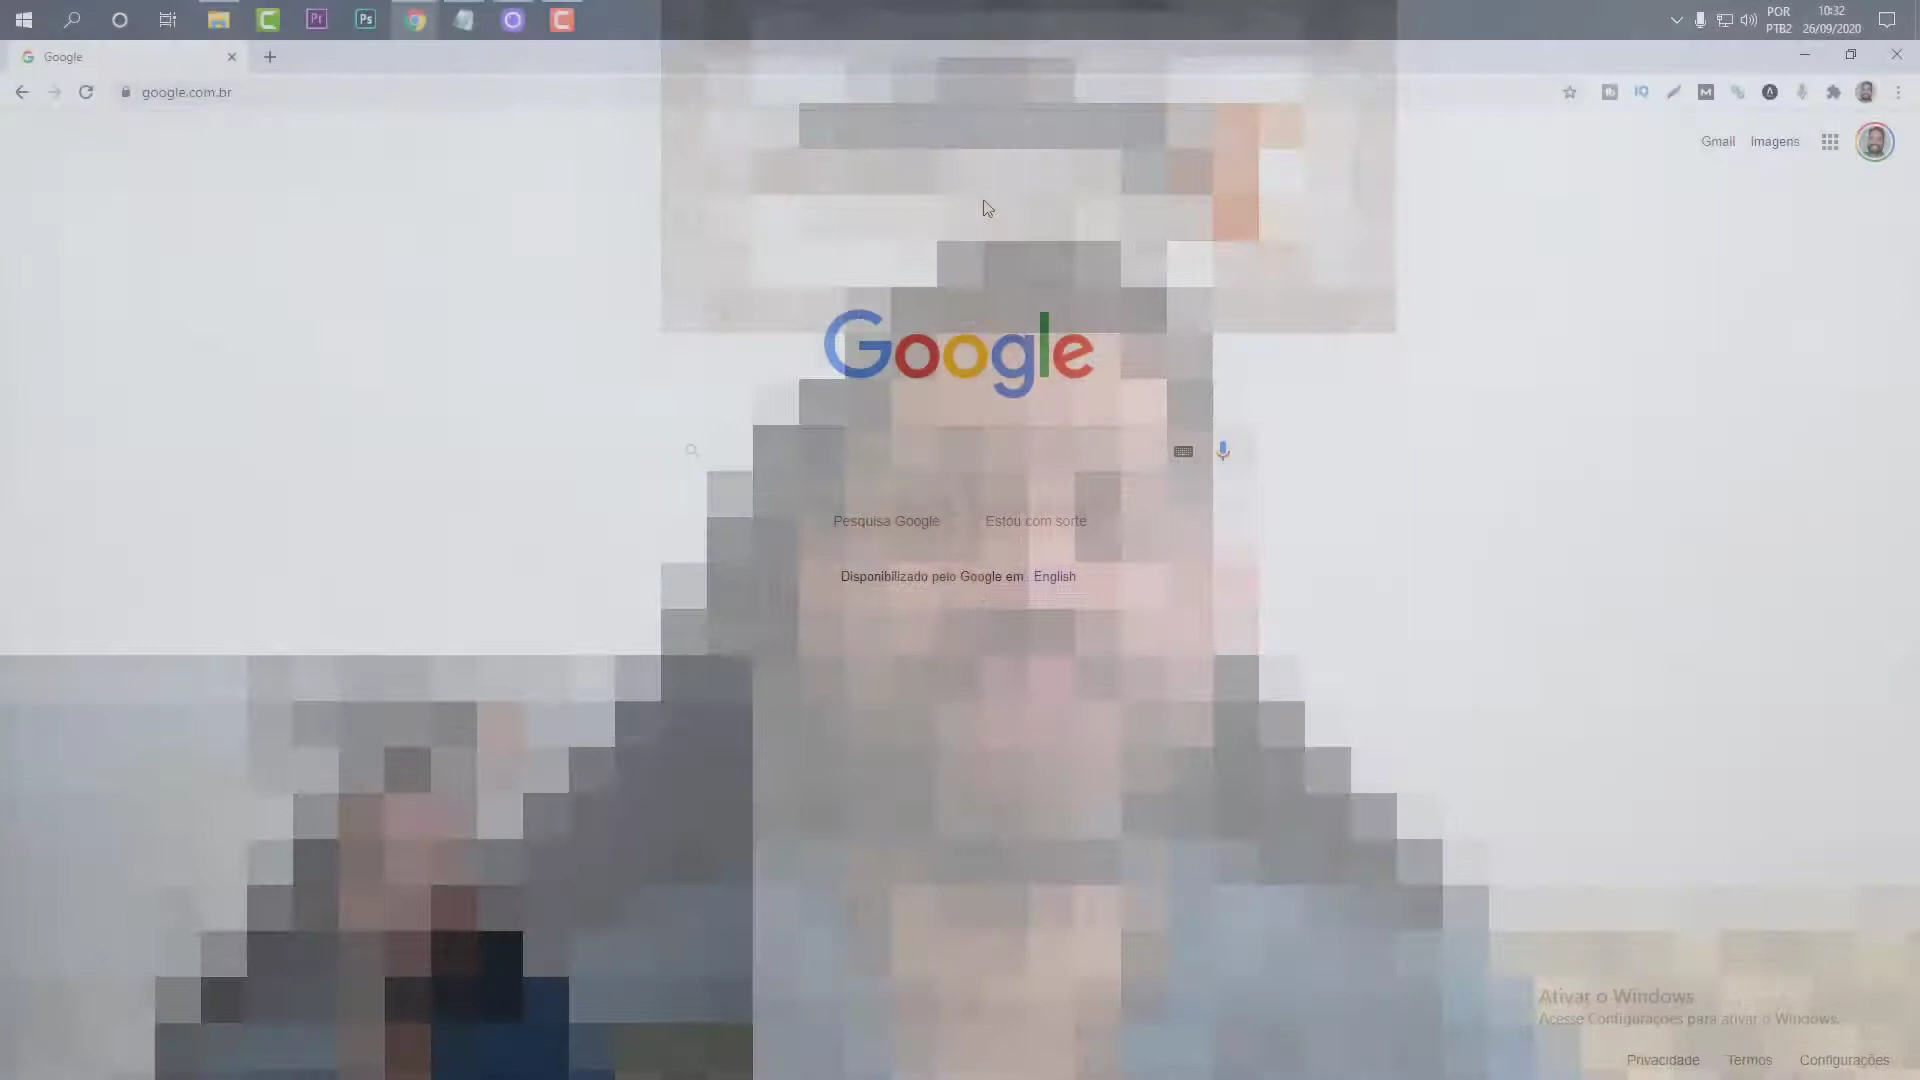 POR
PTB2
10:32
26/09/2020
Google
google.com.br
Gmail Imagens
Google
Pesquisa Google Estou com sorte
Disponibilizado pelo Google em: English
Ativar o Windows
Acesse Configurações para ativar o Windows.
Privacidade Termos Configurações